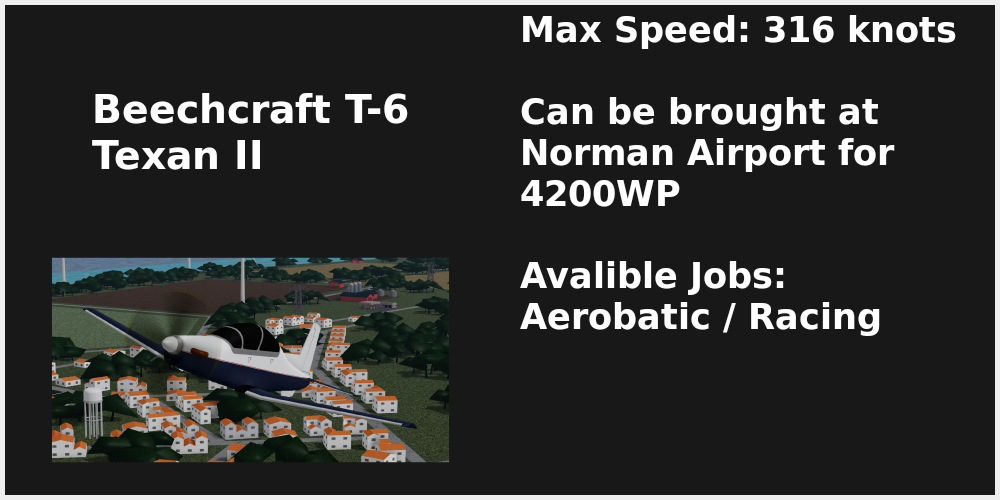 Beechcraft T-6
Texan II
Max Speed: 316 knots
Can be brought at
Norman Airport for
4200WP
Avalible Jobs:
Aerobatic / Racing